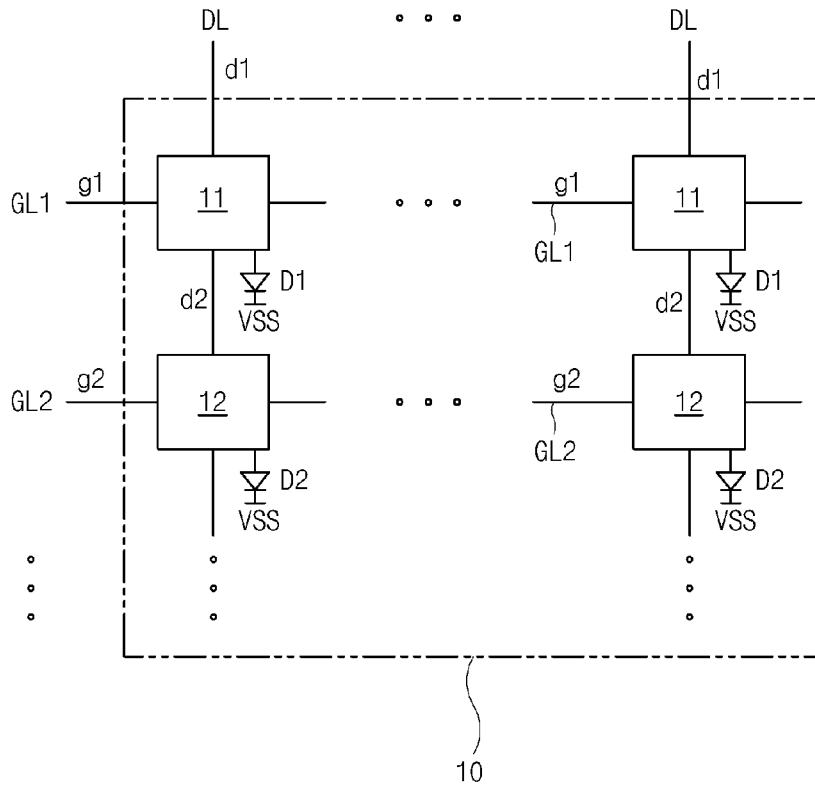 DL DL
d1 d1
g1 g1
GL1 11 11
GL1
D1 D1
d2 d2
VSS VSS
g2 g2
GL2 12 12
GL2
D2 D2
VSS VSS
10